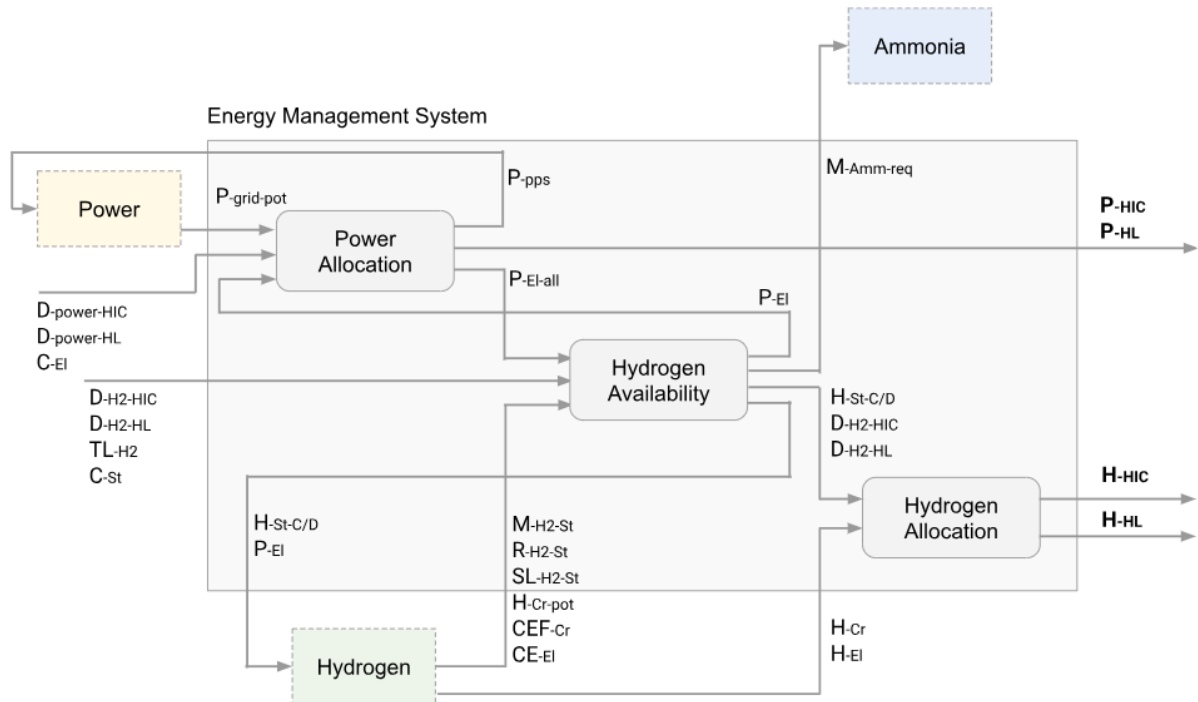 Ammonia
Energy Management System
P-pps
M-Amm-req
P-grid-pot
Power
Power
Allocation
P-HIC
P-HL
P-El-all
P-El
D-power-HIC
D-power-HL
C-El
Hydrogen
Availability
D-H2-HIC
D-H2-HL
TL-H2
C-St
H-St-C/D
D-H2-HIC
D-H2-HL
H-HIC
H-HL
Hydrogen
Allocation
H-St-C/D
P-El
M-H2-St
R-H2-St
SL-H2-St
H-Cr-pot
CEF-Cr
CE-El
H-Cr
H-El
Hydrogen